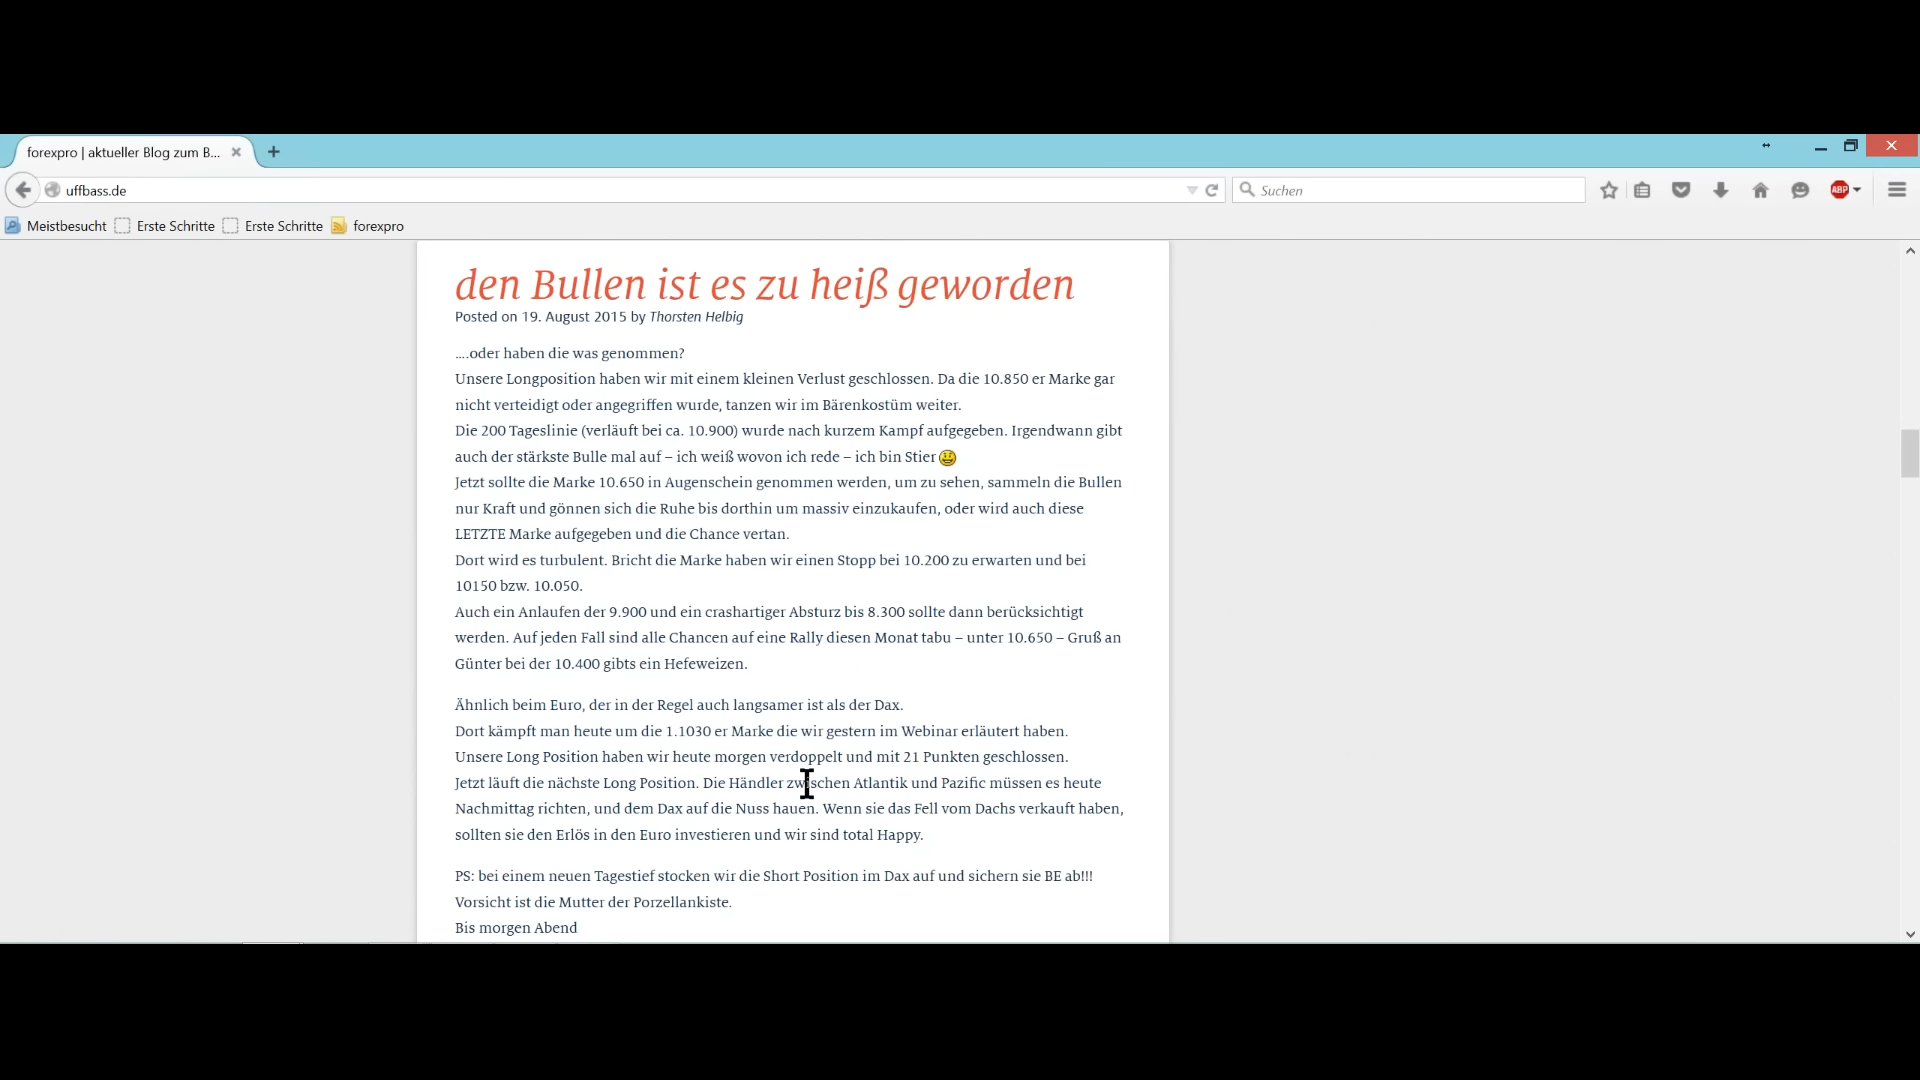 forexpro | aktueller Blog zum B...
uffbass.de
Suchen
ABP
Meistbesucht
Erste Schritte
Erste Schritte
forexpro
den Bullen ist es zu heiß geworden
Posted on 19. August 2015 by Thorsten Helbig
....oder haben die was genommen?
Unsere Longposition haben wir mit einem kleinen Verlust geschlossen. Da die 10.850 er Marke gar
nicht verteidigt oder angegriffen wurde, tanzen wir im Bärenkostüm weiter.
Die 200 Tageslinie (verläuft bei ca. 10.900) wurde nach kurzem Kampf aufgegeben. Irgendwann gibt
auch der stärkste Bulle mal auf – ich weiß wovon ich rede – ich bin Stier
Jetzt sollte die Marke 10.650 in Augenschein genommen werden, um zu sehen, sammeln die Bullen
nur Kraft und gönnen sich die Ruhe bis dorthin um massiv einzukaufen, oder wird auch diese
LETZTE Marke aufgegeben und die Chance vertan.
Dort wird es turbulent. Bricht die Marke haben wir einen Stopp bei 10.200 zu erwarten und bei
10150 bzw. 10.050.
Auch ein Anlaufen der 9.900 und ein crashartiger Absturz bis 8.300 sollte dann berücksichtigt
werden. Auf jeden Fall sind alle Chancen auf eine Rally diesen Monat tabu – unter 10.650 – Gruß an
Günter bei der 10.400 gibts ein Hefeweizen.
Ähnlich beim Euro, der in der Regel auch langsamer ist als der Dax.
Dort kämpft man heute um die 1.1030 er Marke die wir gestern im Webinar erläutert haben.
Unsere Long Position haben wir heute morgen verdoppelt und mit 21 Punkten geschlossen.
Jetzt läuft die nächste Long Position. Die Händler zwischen Atlantik und Pazific müssen es heute
Nachmittag richten, und dem Dax auf die Nuss hauen. Wenn sie das Fell vom Dachs verkauft haben,
sollten sie den Erlös in den Euro investieren und wir sind total Happy.
PS: bei einem neuen Tagestief stocken wir die Short Position im Dax auf und sichern sie BE ab!!!
Vorsicht ist die Mutter der Porzellankiste.
Bis morgen Abend